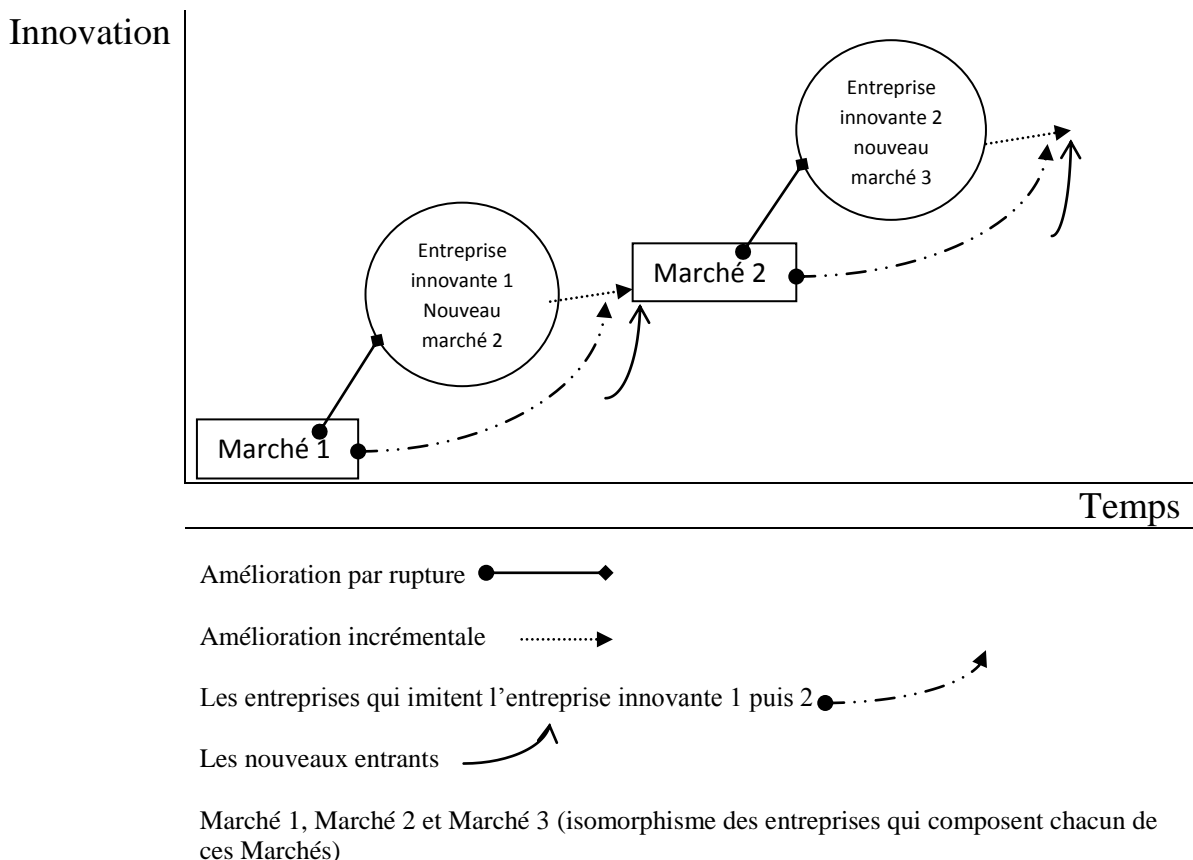 Innovation
Entreprise
innovante 2
nouveau
marché 3
Entreprise
innovante 1
Nouveau
marché 2
Marché 2
Marché 1
Temps
Amélioration par rupture
Amélioration incrémentale
Les entreprises qui imitent l’entreprise innovante 1 puis 2
Les nouveaux entrants
Marché 1, Marché 2 et Marché 3 (isomorphisme des entreprises qui composent chacun de
ces Marchés)